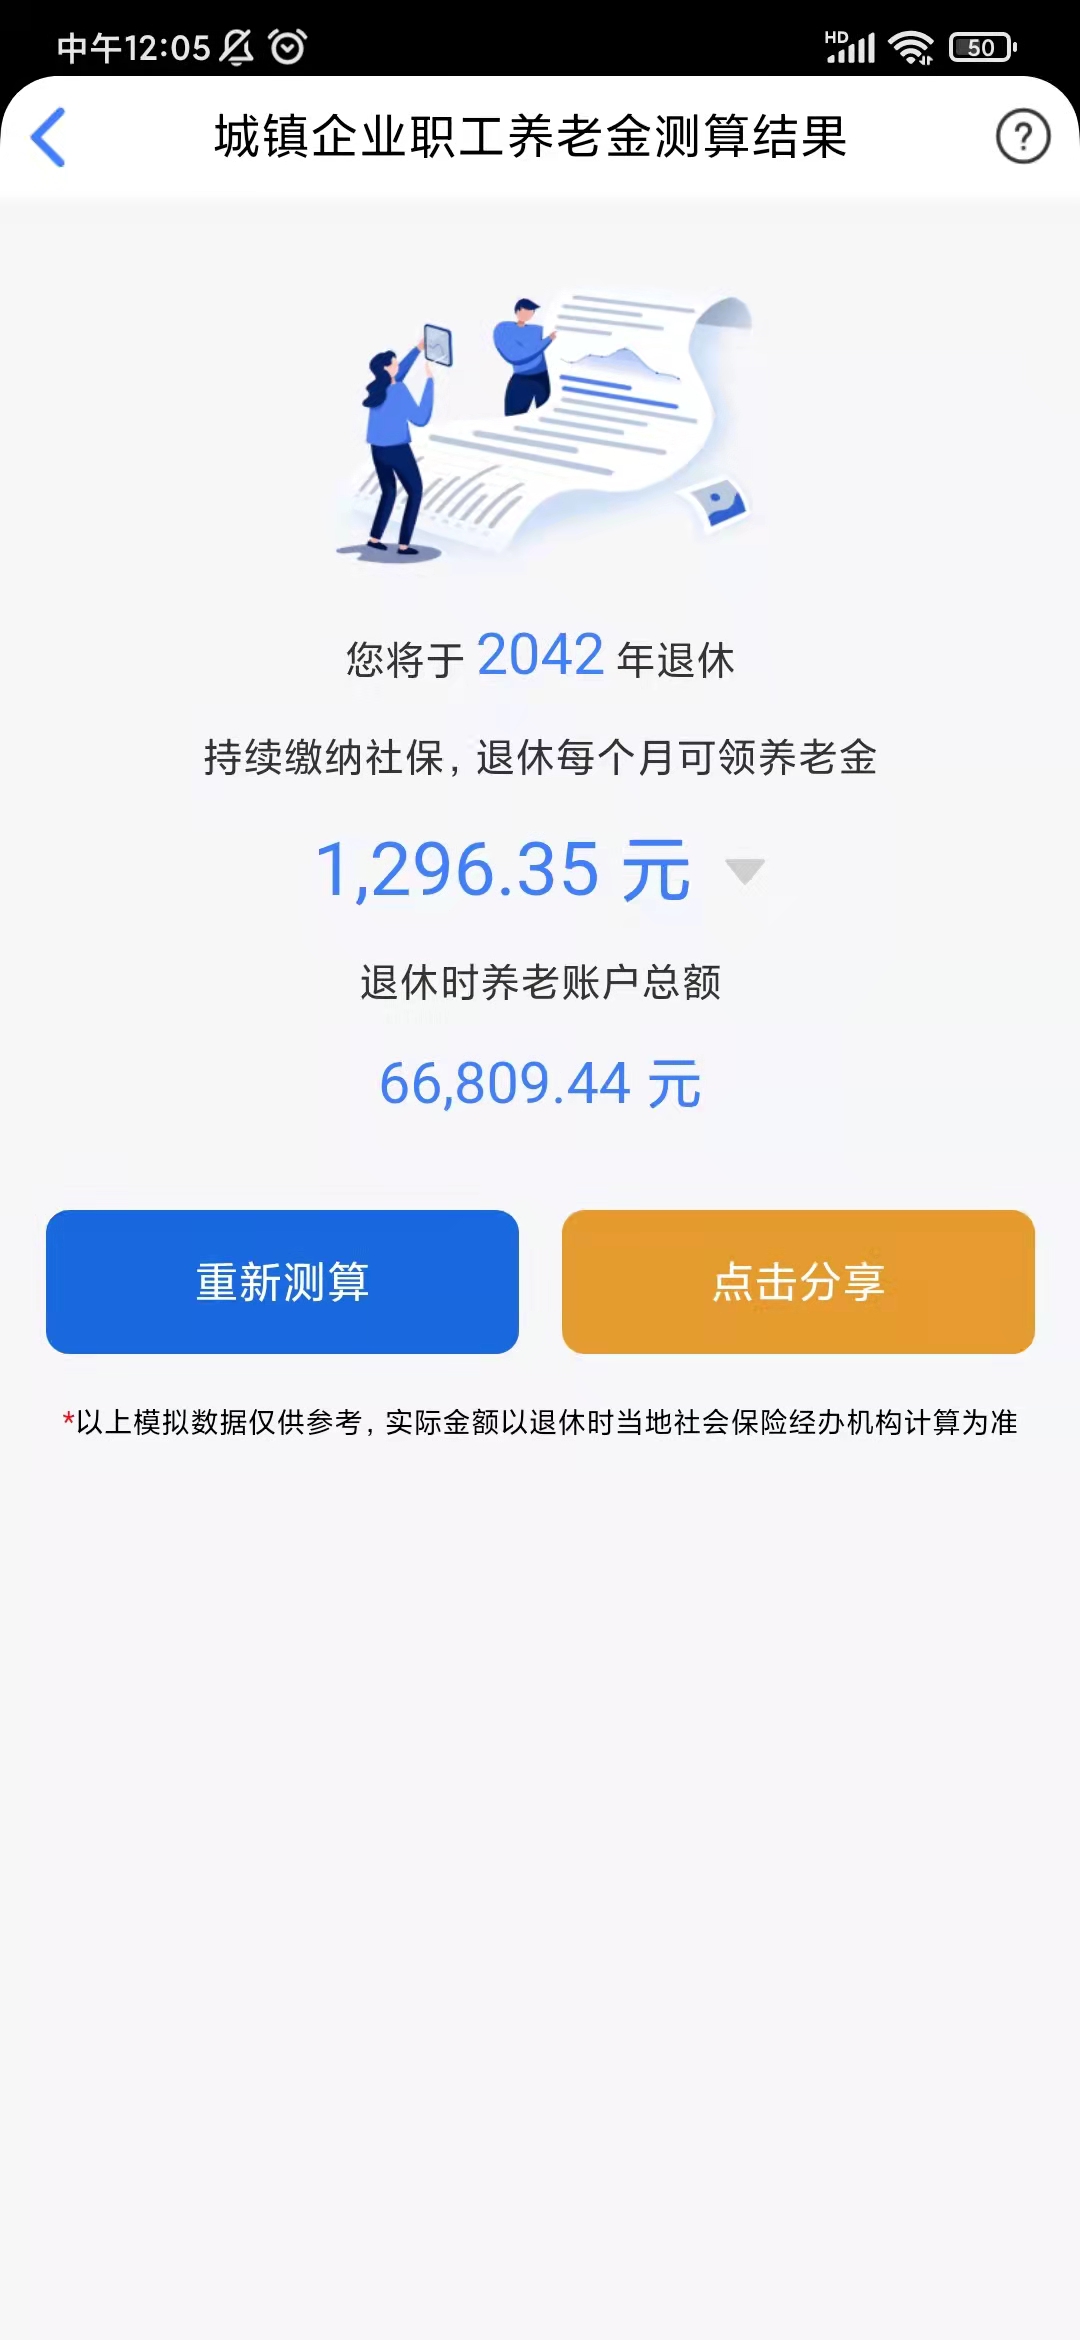 中午12:05
HD
50
城镇企业职工养老金测算结果
?
您将于 2042 年退休
持续缴纳社保, 退休每个月可领养老金
1,296.35 元
退休时养老账户总额
66,809.44 元
重新测算
点击分享
*以上模拟数据仅供参考, 实际金额以退休时当地社会保险经办机构计算为准